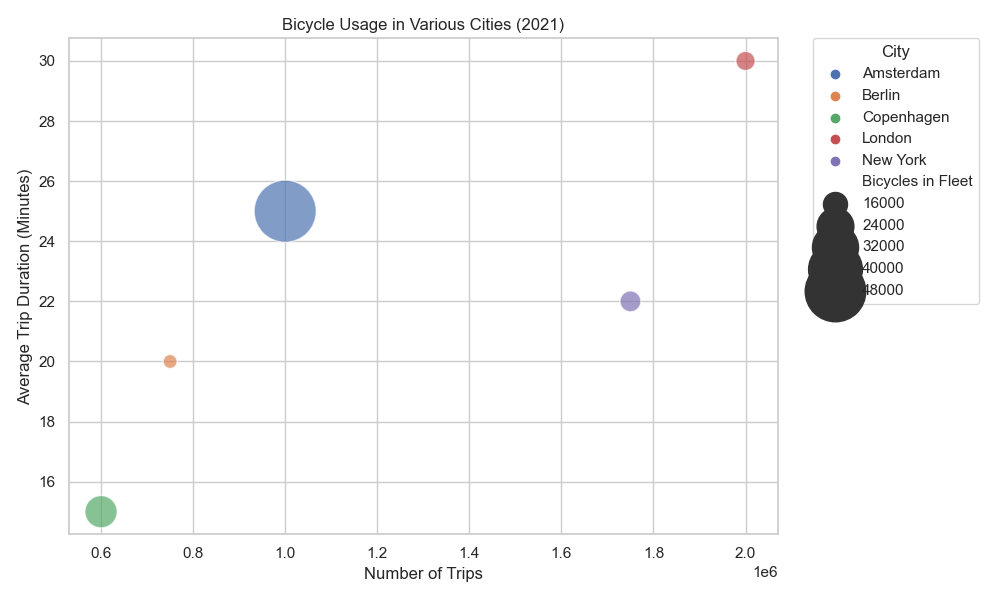 Bicycle Usage in Various Cities (2021)
Average Trip Duration (Minutes)
30
28
26
24
22
20
18
16
0.6
0.8
1.0
1.2
1.4
1.6
1.8
2.0
1e6
Number of Trips
City
Amsterdam
Berlin
Copenhagen
London
New York
Bicycles in Fleet
16000
24000
32000
40000
48000